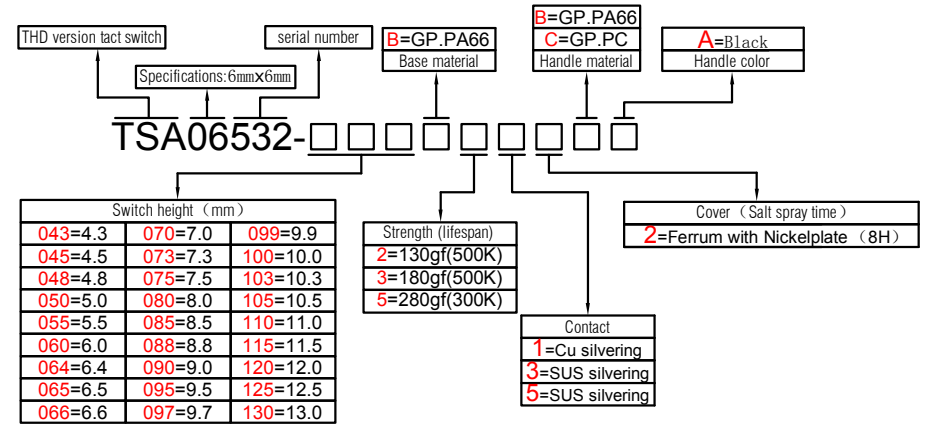 THD version tact switch
serial number
Specifications:6mmx6mm
B=GP.PA66
Base material
B=GP.PA66
C=GP.PC
Handle material
A=Black
Handle color
TSA06532-□□□□□□□□□
Switch height（mm）
043=4.3 070=7.0 099=9.9
045=4.5 073=7.3 100=10.0
048=4.8 075=7.5 103=10.3
050=5.0 080=8.0 105=10.5
055=5.5 085=8.5 110=11.0
060=6.0 088=8.8 115=11.5
064=6.4 090=9.0 120=12.0
065=6.5 095=9.5 125=12.5
066=6.6 097=9.7 130=13.0
Strength (lifespan)
2=130gf(500K)
3=180gf(500K)
5=280gf(300K)
Contact
1=Cu silvering
3=SUS silvering
5=SUS silvering
Cover（Salt spray time）
2=Ferrum with Nickelplate（8H）